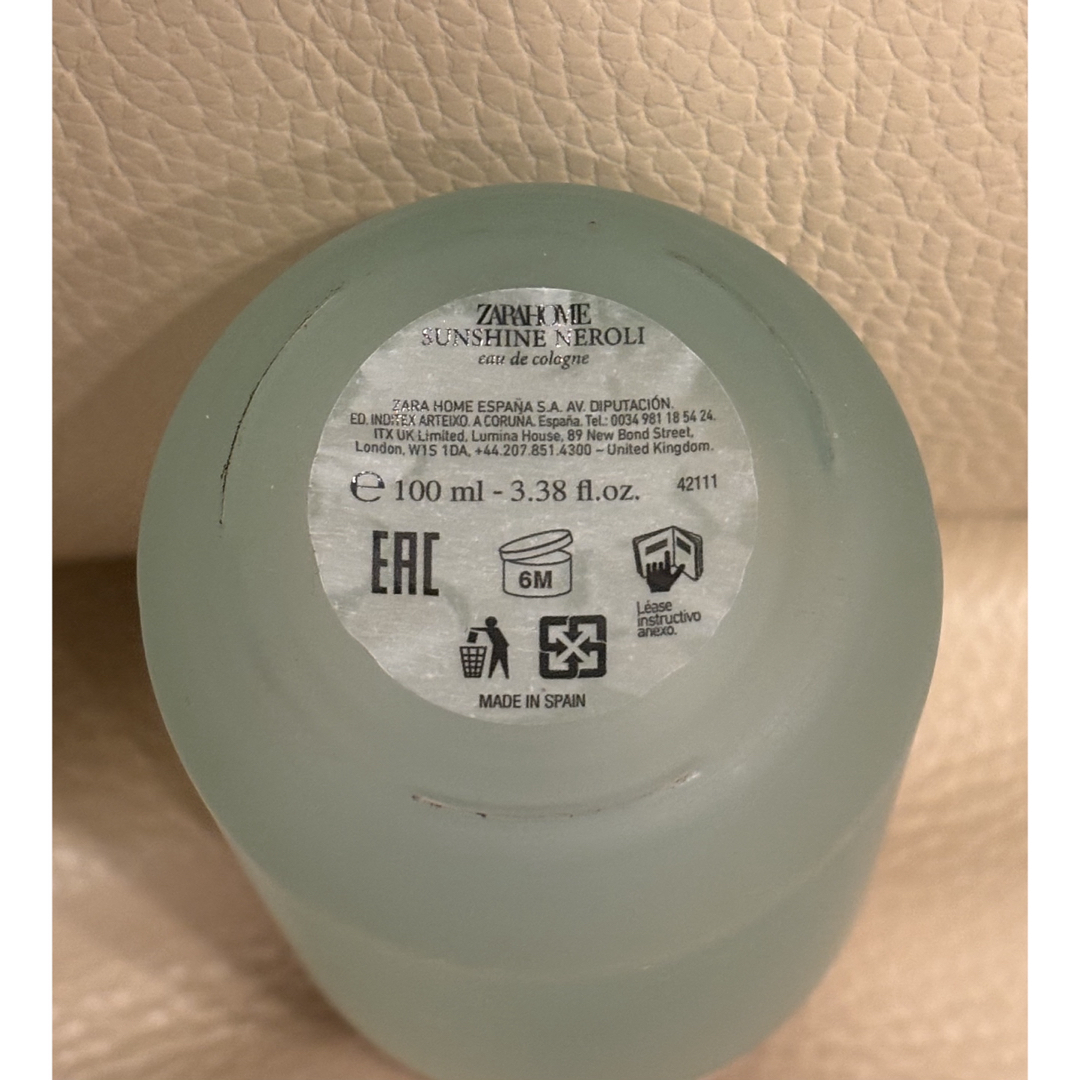 ZARAHOME
SUNSHINE NEROLI
eau de cologne
ZARA HOME ESPAÑA S.A. AV. DIPUTACIÓN.
ED. INDITEX ARTEIXO. A CORUÑA. España. Tel.: 0034 981 18 54 24.
ITX UK Limited, Lumina House, 89 New Bond Street,
London, W1S 1DA, +44.207.851.4300 – United Kingdom.
℮ 100 ml - 3.38 fl.oz. 42111
EAC
6M
Léase
instructivo
anexo.
MADE IN SPAIN